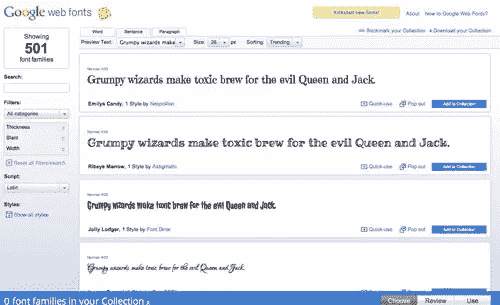 Google web fonts
Showing
501
font families
Search:
Filters:
All categories
Thickness
Slant
Width
Reset all filters/search
Script:
Latin
Styles:
Show all styles
About
How to Google Web Fonts?
Word
Sentence
Paragraph
Bookmark your Collection
Download your Collection
Preview Text:
Grumpy wizards make
Size:
px
Sorting:
Trending
Normal 400
Grumpy wizards make toxic brew for the evil Queen and Jack.
Emilys Candy, 1 Style by Neapolitan
Quick-use
Pop out
Add to Collection
Normal 400
Grumpy wizards make toxic brew for the evil Queen and Jack.
Ribeye Marrow, 1 Style by Astigmatic
Quick-use
Pop out
Add to Collection
Normal 400
Grumpy wizards make toxic brew for the evil Queen and Jack.
Jolly Lodger, 1 Style by Font Diner
Quick-use
Pop out
Add to Collection
Normal 400
Grumpy wizards make toxic brew for the evil Queen and Jack.
0 font families in your Collection
Choose
Review
Use